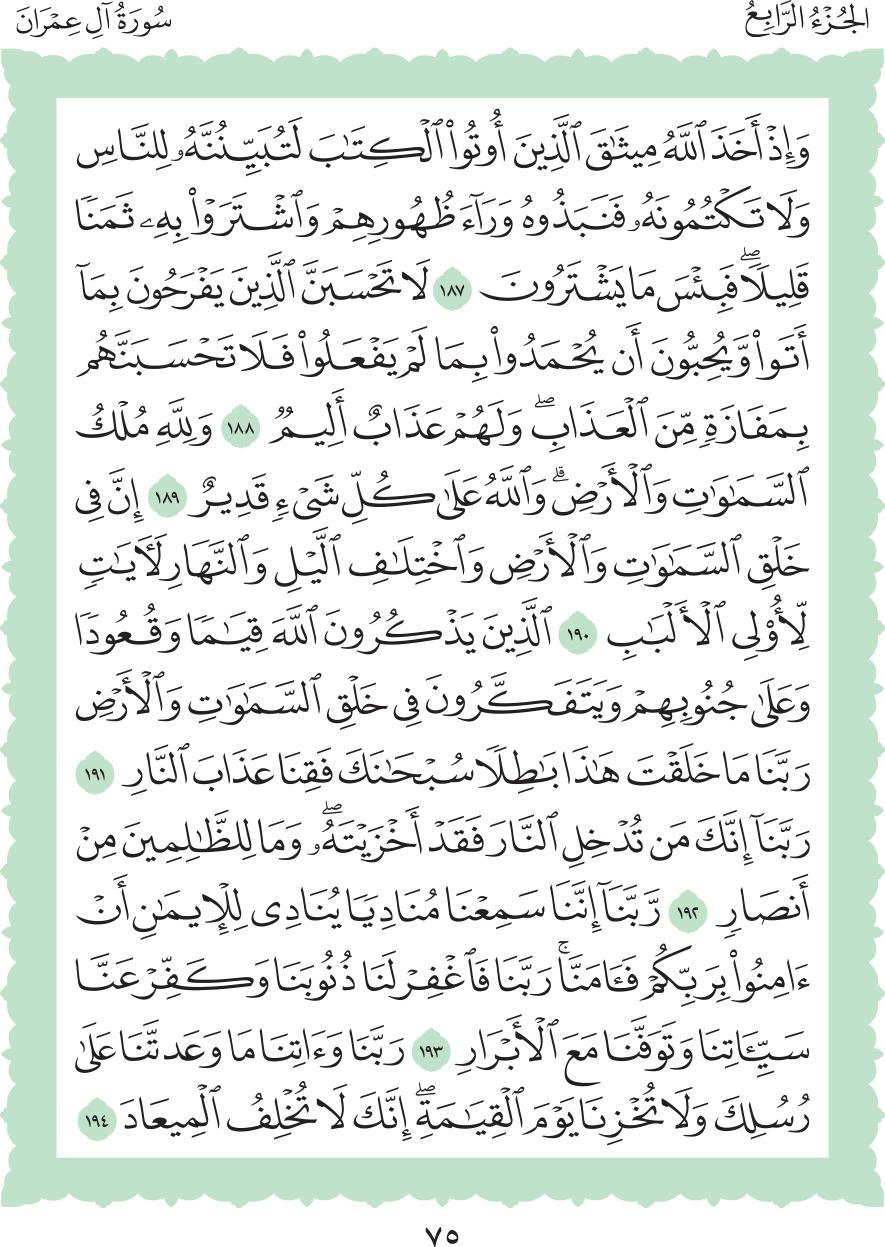 الجُزْءُ الرَّابِعُ
سُورَةُ آلِ عِمْرَانَ
وَإِذْ أَخَذَ ٱللَّهُ مِيثَٰقَ ٱلَّذِينَ أُوتُوا۟ ٱلْكِتَٰبَ لَتُبَيِّنُنَّهُۥ لِلنَّاسِ
وَلَا تَكْتُمُونَهُۥ فَنَبَذُوهُ وَرَآءَ ظُهُورِهِمْ وَٱشْتَرَوْا۟ بِهِۦ ثَمَنًا
قَلِيلًا ۖ فَبِئْسَ مَا يَشْتَرُونَ ١٨٧ لَا تَحْسَبَنَّ ٱلَّذِينَ يَفْرَحُونَ بِمَآ
أَتَوا۟ وَّيُحِبُّونَ أَن يُحْمَدُوا۟ بِمَا لَمْ يَفْعَلُوا۟ فَلَا تَحْسَبَنَّهُم
بِمَفَازَةٍ مِّنَ ٱلْعَذَابِ ۖ وَلَهُمْ عَذَابٌ أَلِيمٌ ١٨٨ وَلِلَّهِ مُلْكُ
ٱلسَّمَٰوَٰتِ وَٱلْأَرْضِ ۗ وَٱللَّهُ عَلَىٰ كُلِّ شَىْءٍ قَدِيرٌ ١٨٩ إِنَّ فِى
خَلْقِ ٱلسَّمَٰوَٰتِ وَٱلْأَرْضِ وَٱخْتِلَٰفِ ٱلَّيْلِ وَٱلنَّهَارِ لَءَايَٰتٍ
لِّأُو۟لِى ٱلْأَلْبَٰبِ ١٩٠ ٱلَّذِينَ يَذْكُرُونَ ٱللَّهَ قِيَٰمًا وَقُعُودًا
وَعَلَىٰ جُنُوبِهِمْ وَيَتَفَكَّرُونَ فِى خَلْقِ ٱلسَّمَٰوَٰتِ وَٱلْأَرْضِ
رَبَّنَا مَا خَلَقْتَ هَٰذَا بَٰطِلًا سُبْحَٰنَكَ فَقِنَا عَذَابَ ٱلنَّارِ ١٩١
رَبَّنَآ إِنَّكَ مَن تُدْخِلِ ٱلنَّارَ فَقَدْ أَخْزَيْتَهُۥ ۖ وَمَا لِلظَّٰلِمِينَ مِنْ
أَنصَارٍ ١٩٢ رَّبَّنَآ إِنَّنَا سَمِعْنَا مُنَادِيًا يُنَادِى لِلْإِيمَٰنِ أَنْ
ءَامِنُوا۟ بِرَبِّكُمْ فَـَٔامَنَّا ۚ رَبَّنَا فَٱغْفِرْ لَنَا ذُنُوبَنَا وَكَفِّرْ عَنَّا
سَيِّـَٔاتِنَا وَتَوَفَّنَا مَعَ ٱلْأَبْرَارِ ١٩٣ رَبَّنَا وَءَاتِنَا مَا وَعَدتَّنَا عَلَىٰ
رُسُلِكَ وَلَا تُخْزِنَا يَوْمَ ٱلْقِيَٰمَةِ ۖ إِنَّكَ لَا تُخْلِفُ ٱلْمِيعَادَ ١٩٤
٧٥